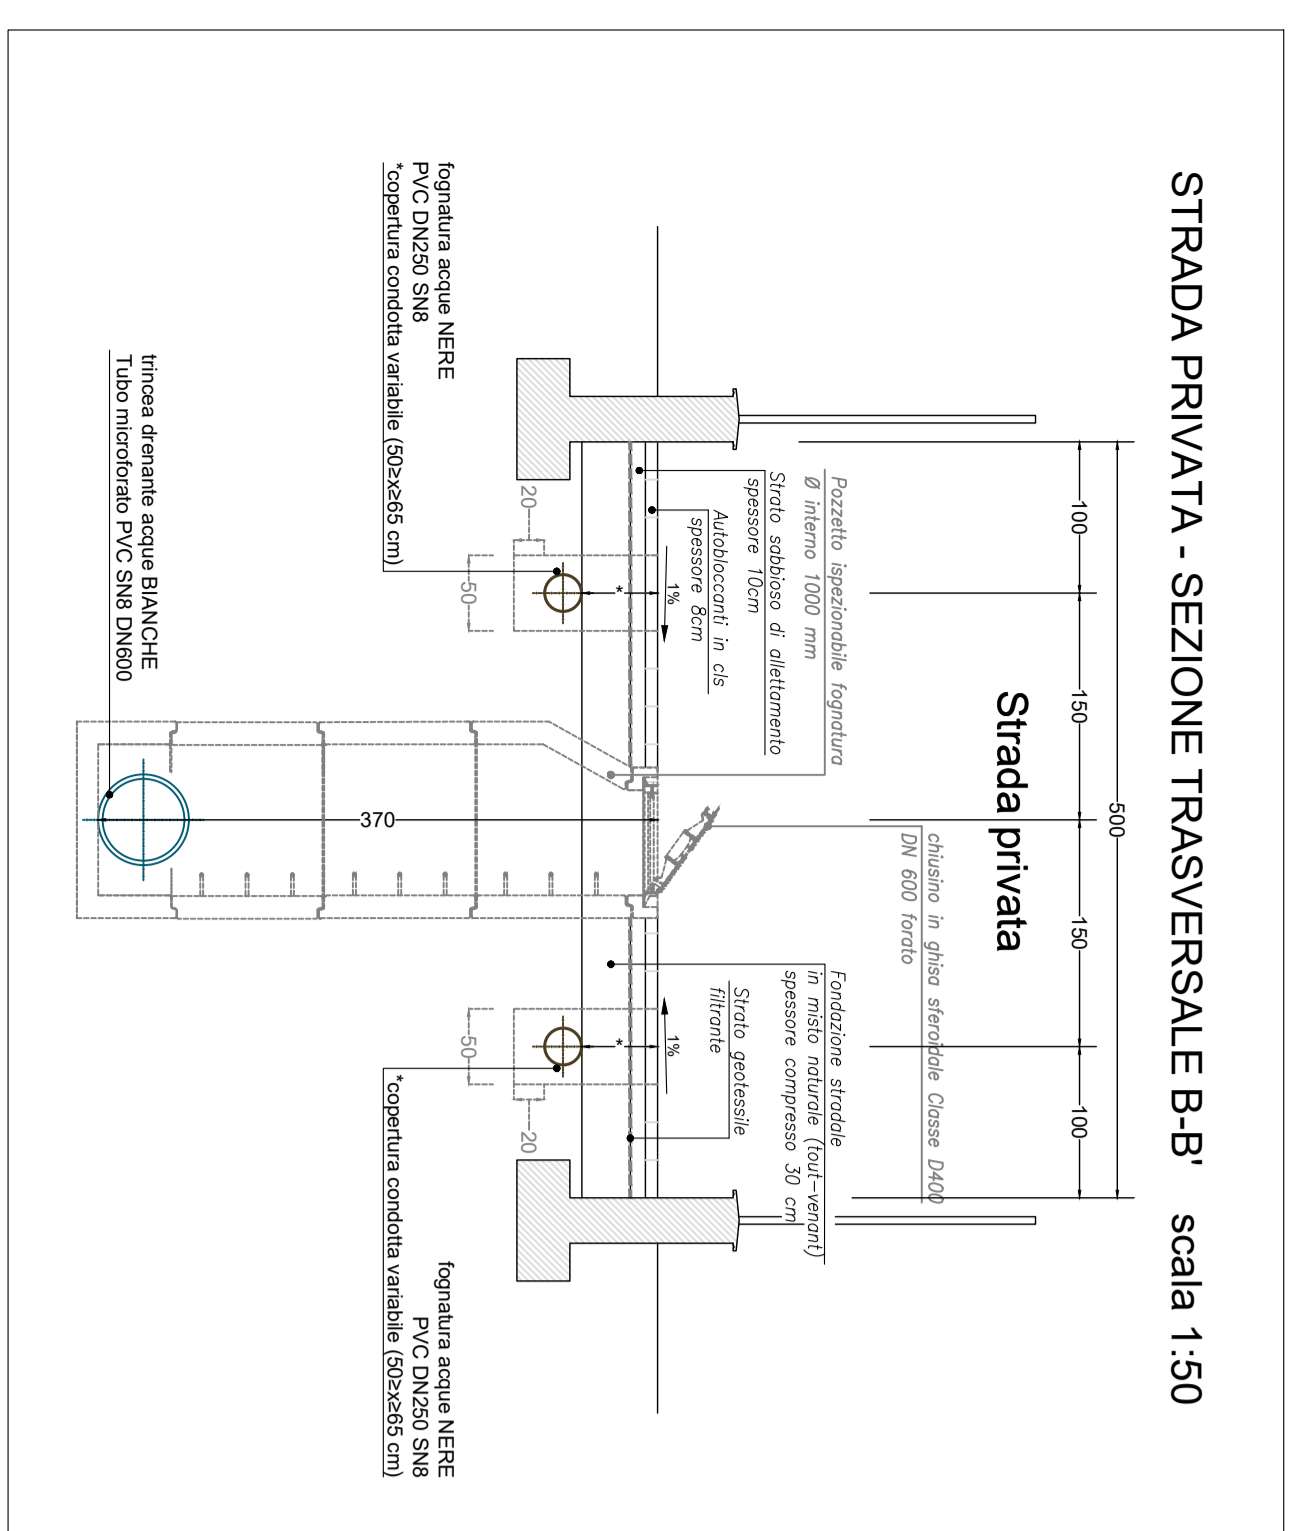 STRADA PRIVATA - SEZIONE TRASVERSALE B-B' scala 1:50
500
100
150
150
100
Strada privata
chiusino in ghisa sferoidale Classe D400
DN 600 forato
Pozzetto ispezionabile fognatura
Ø interno 1000 mm
Strato sabbioso di allettamento
spessore 10cm
Autobloccanti in cls
spessore 8cm
Fondazione stradale
in misto naturale (tout-venant)
spessore compresso 30 cm
Strato geotessile
filtrante
1%
1%
*
*
20
50
50
20
370
fognatura acque NERE
PVC DN250 SN8
*copertura condotta variabile (50≥x≥65 cm)
fognatura acque NERE
PVC DN250 SN8
*copertura condotta variabile (50≥x≥65 cm)
trincea drenante acque BIANCHE
Tubo microforato PVC SN8 DN600